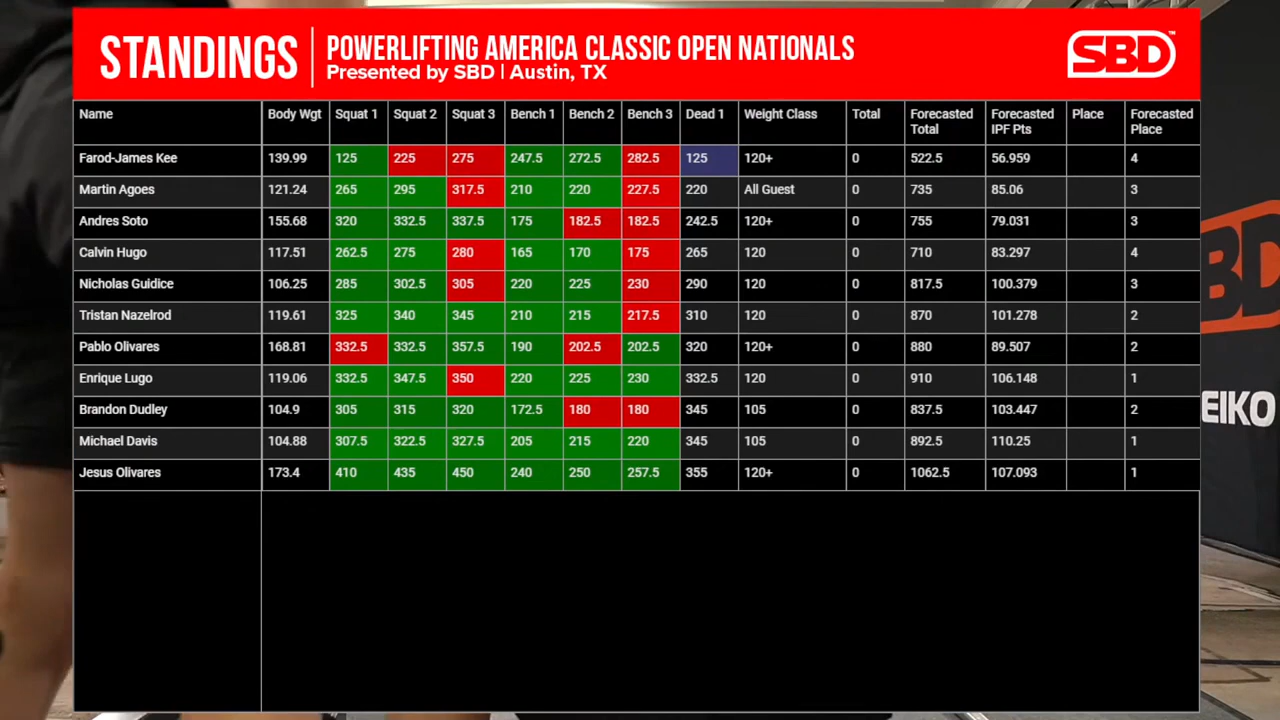 STANDINGS
POWERLIFTING AMERICA CLASSIC OPEN NATIONALS
Presented by SBD | Austin, TX
SBD™
Name Body Wgt Squat 1 Squat 2 Squat 3 Bench 1 Bench 2 Bench 3 Dead 1 Weight Class Total Forecasted Total Forecasted IPF Pts Place Forecasted Place
Farod-James Kee 139.99 125 225 275 247.5 272.5 282.5 125 120+ 0 522.5 56.959 4
Martin Agoes 121.24 265 295 317.5 210 220 227.5 220 All Guest 0 735 85.06 3
Andres Soto 155.68 320 332.5 337.5 175 182.5 182.5 242.5 120+ 0 755 79.031 3
Calvin Hugo 117.51 262.5 275 280 165 170 175 265 120 0 710 83.297 4
Nicholas Guidice 106.25 285 302.5 305 220 225 230 290 120 0 817.5 100.379 3
Tristan Nazelrod 119.61 325 340 345 210 215 217.5 310 120 0 870 101.278 2
Pablo Olivares 168.81 332.5 332.5 357.5 190 202.5 202.5 320 120+ 0 880 89.507 2
Enrique Lugo 119.06 332.5 347.5 350 220 225 230 332.5 120 0 910 106.148 1
Brandon Dudley 104.9 305 315 320 172.5 180 180 345 105 0 837.5 103.447 2
Michael Davis 104.88 307.5 322.5 327.5 205 215 220 345 105 0 892.5 110.25 1
Jesus Olivares 173.4 410 435 450 240 250 257.5 355 120+ 0 1062.5 107.093 1
BD
EIKO